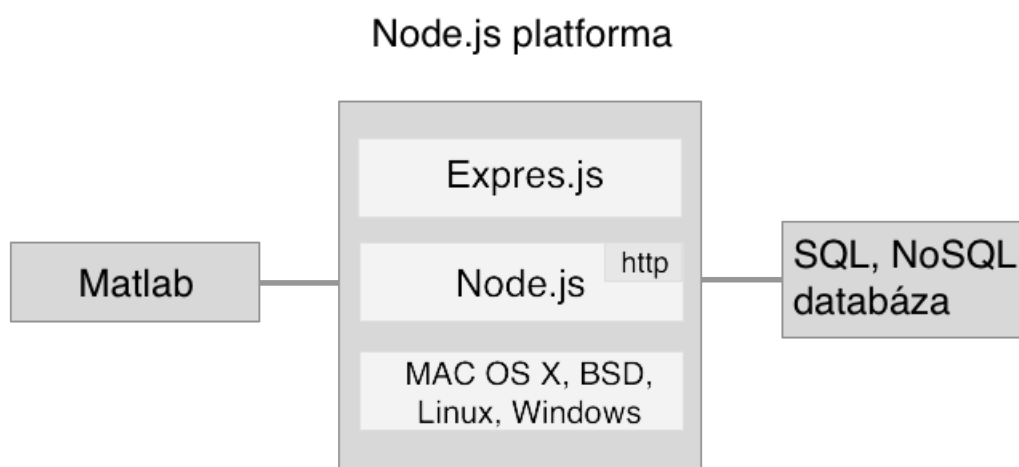 Node.js platforma
Expres.js
Matlab
Node.js
http
SQL, NoSQL
databáza
MAC OS X, BSD,
Linux, Windows